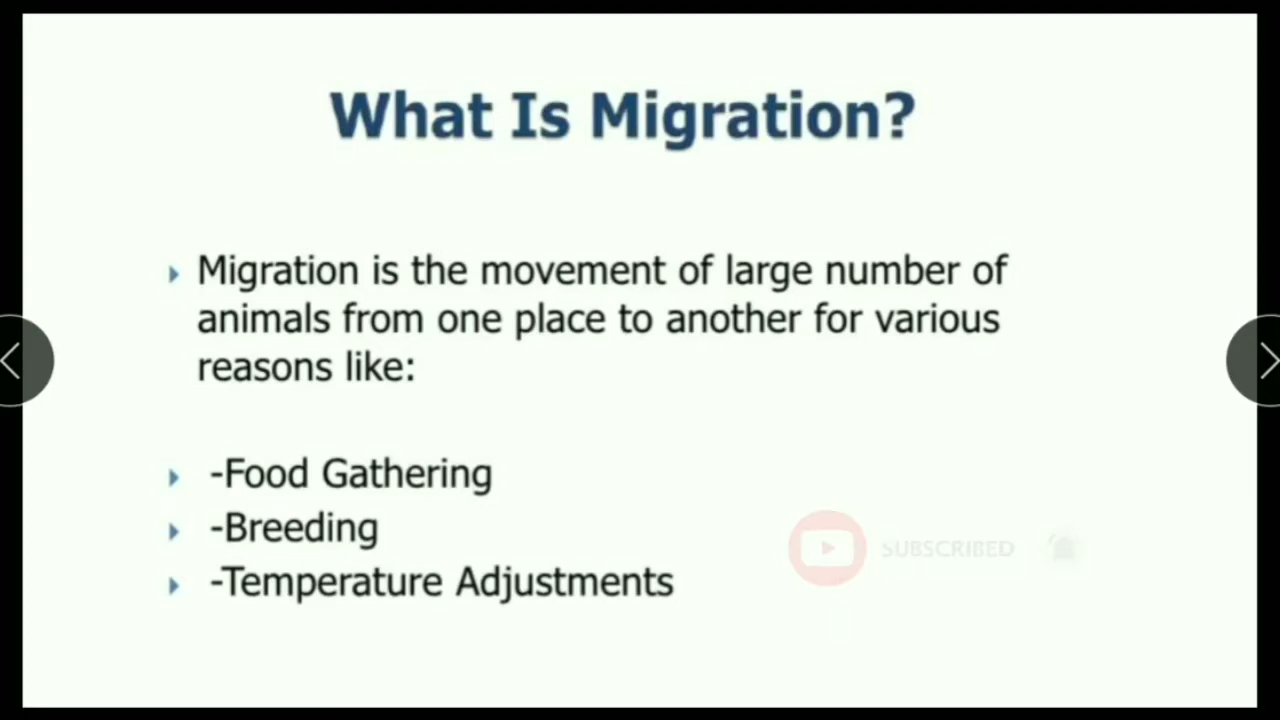 What Is Migration?
Migration is the movement of large number of
animals from one place to another for various
reasons like:
-Food Gathering
-Breeding
SUBSCRIBED
-Temperature Adjustments